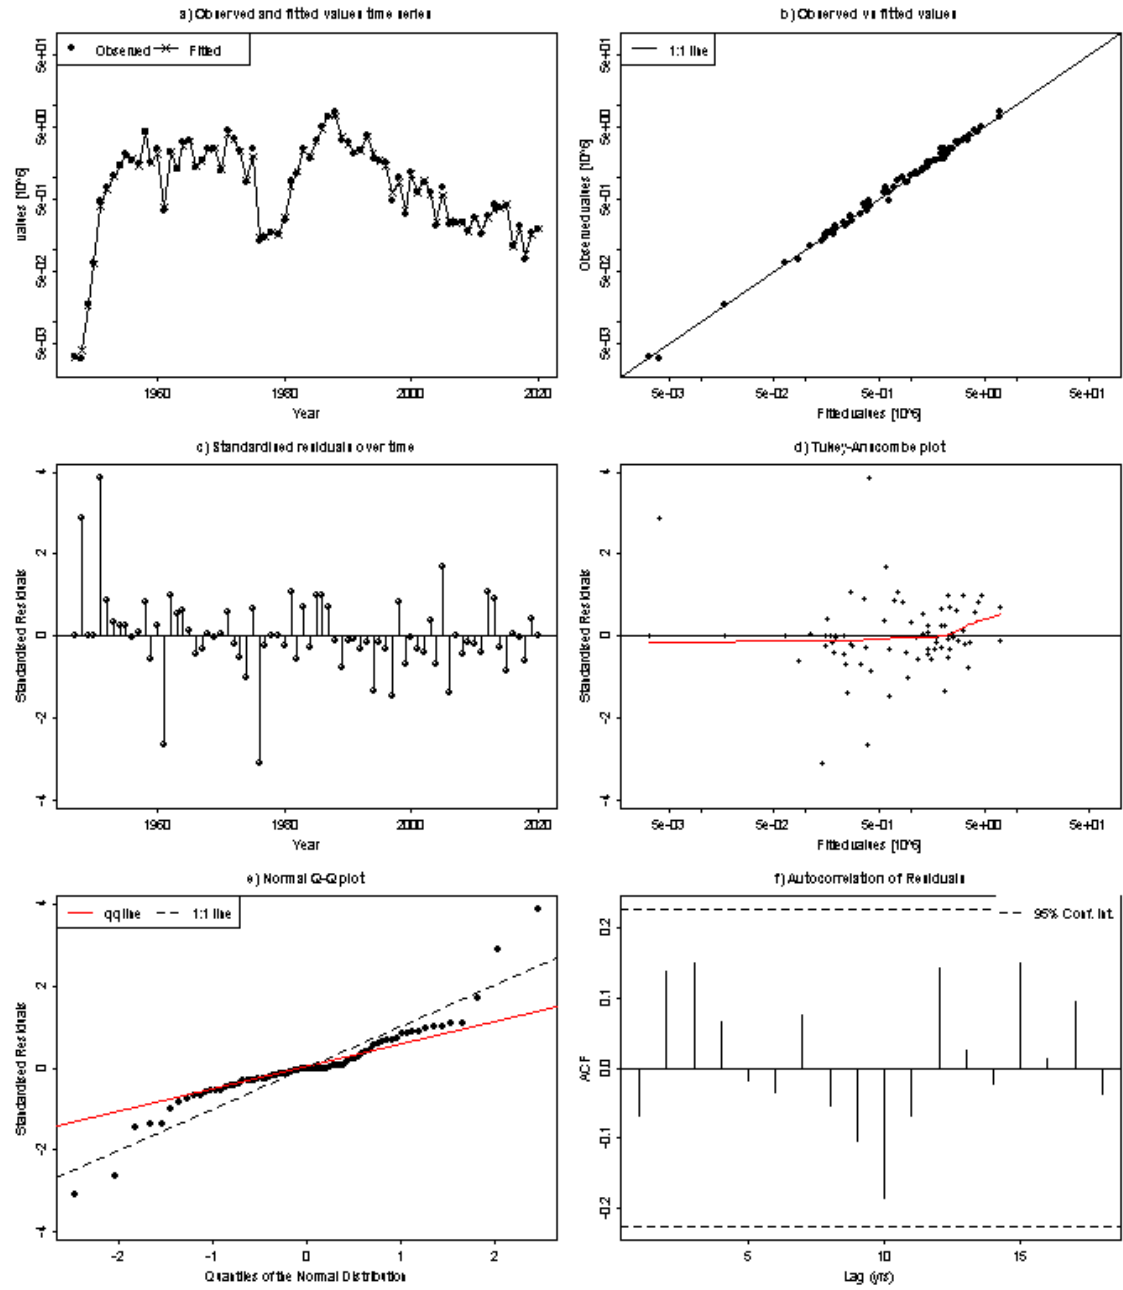 a) Observed and fitted values time series
Observed Fitted
values [10^6]
5e-03 5e-02 5e-01 5e+00 5e+01
1960 1980 2000 2020
Year
b) Observed vs fitted values
1:1 line
Observed values [10^6]
5e-03 5e-02 5e-01 5e+00 5e+01
5e-03 5e-02 5e-01 5e+00 5e+01
Fitted values [10^6]
c) Standardised residuals over time
Standardised Residuals
-4 -2 0 2 4
1960 1980 2000 2020
Year
d) Tukey-Anscombe plot
Standardised Residuals
-4 -2 0 2 4
5e-03 5e-02 5e-01 5e+00 5e+01
Fitted values [10^6]
e) Normal Q-Q plot
qq line 1:1 line
Standardised Residuals
-4 -2 0 2 4
-2 -1 0 1 2
Quantiles of the Normal Distribution
f) Autocorrelation of Residuals
95% Conf. Int.
ACF
-0.2 -0.1 0.0 0.1 0.2
5 10 15
Lag (yrs)